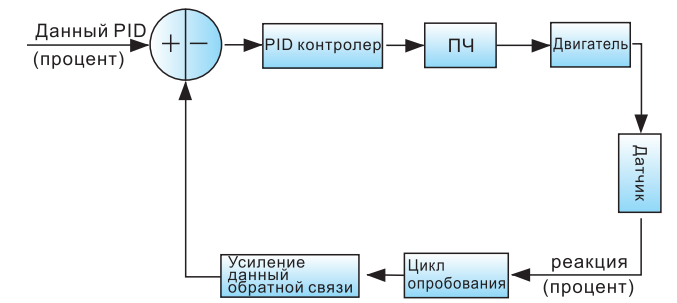 Данный PID
(процент)
+ −
PID контролер
ПЧ
Двигатель
Датчик
реакция
(процент)
Цикл
опробования
Усиление
данный
обратной связи